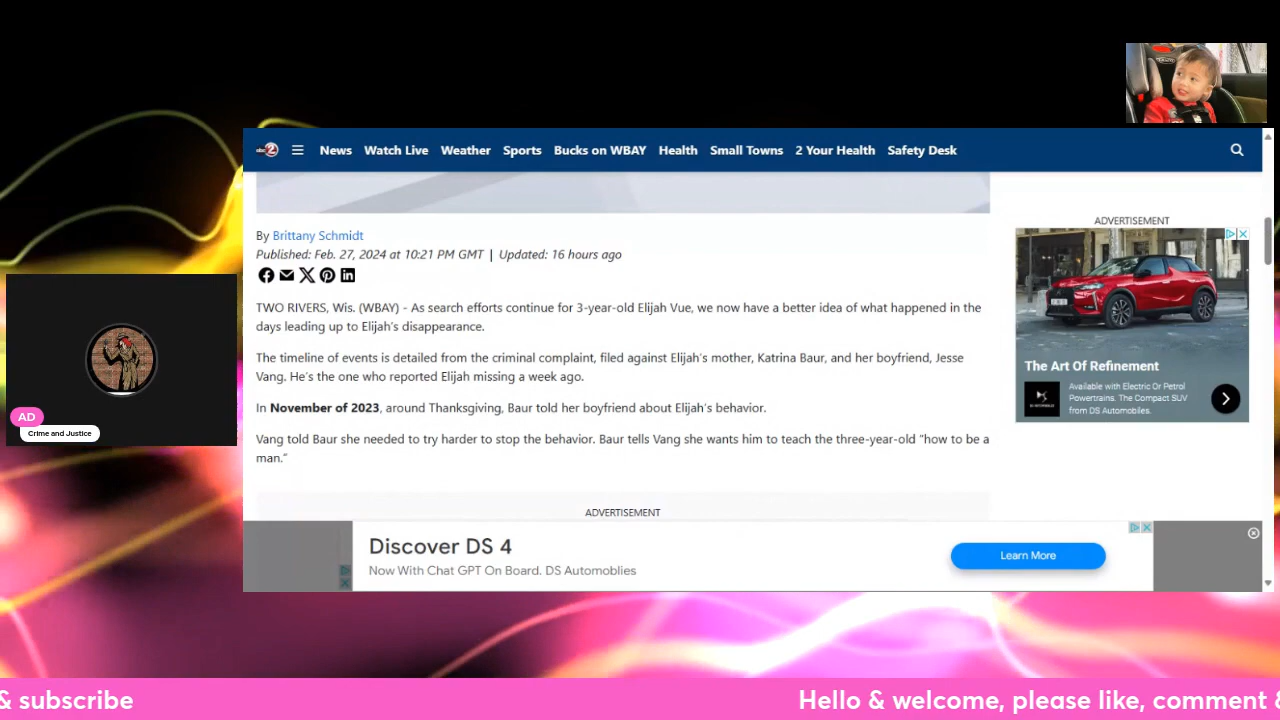 abc 2
News Watch Live Weather Sports Bucks on WBAY Health Small Towns 2 Your Health Safety Desk
By Brittany Schmidt
Published: Feb. 27, 2024 at 10:21 PM GMT | Updated: 16 hours ago
TWO RIVERS, Wis. (WBAY) - As search efforts continue for 3-year-old Elijah Vue, we now have a better idea of what happened in the
days leading up to Elijah's disappearance.
The timeline of events is detailed from the criminal complaint, filed against Elijah's mother, Katrina Baur, and her boyfriend, Jesse
Vang. He's the one who reported Elijah missing a week ago.
In November of 2023, around Thanksgiving, Baur told her boyfriend about Elijah's behavior.
Vang told Baur she needed to try harder to stop the behavior. Baur tells Vang she wants him to teach the three-year-old "how to be a
man."
ADVERTISEMENT
The Art Of Refinement
Available with Electric Or Petrol
Powertrains. The Compact SUV
from DS Automobiles.
ADVERTISEMENT
Discover DS 4
Now With Chat GPT On Board. DS Automoblies
Learn More
AD
Crime and Justice
& subscribe
Hello & welcome, please like, comment &